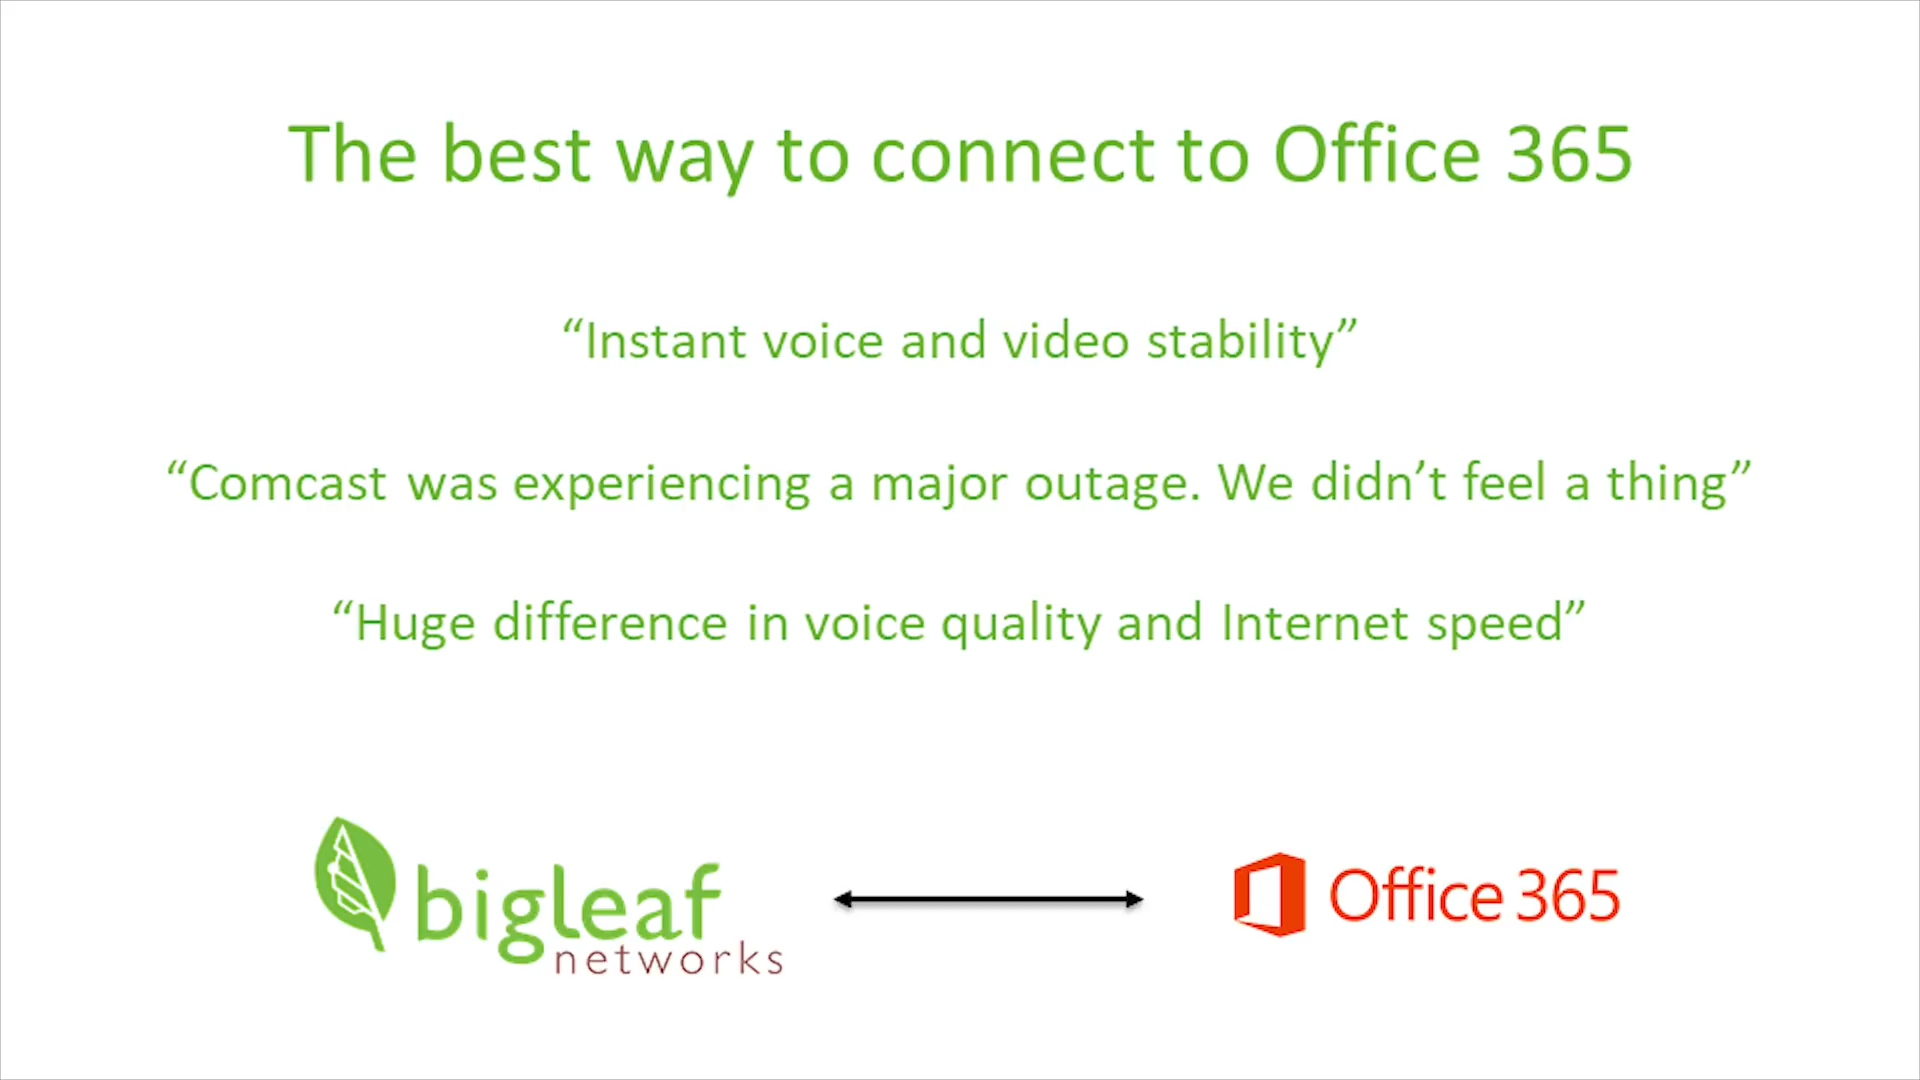 The best way to connect to Office 365
“Instant voice and video stability”
“Comcast was experiencing a major outage. We didn’t feel a thing”
“Huge difference in voice quality and Internet speed”
bigleaf
networks
Office 365